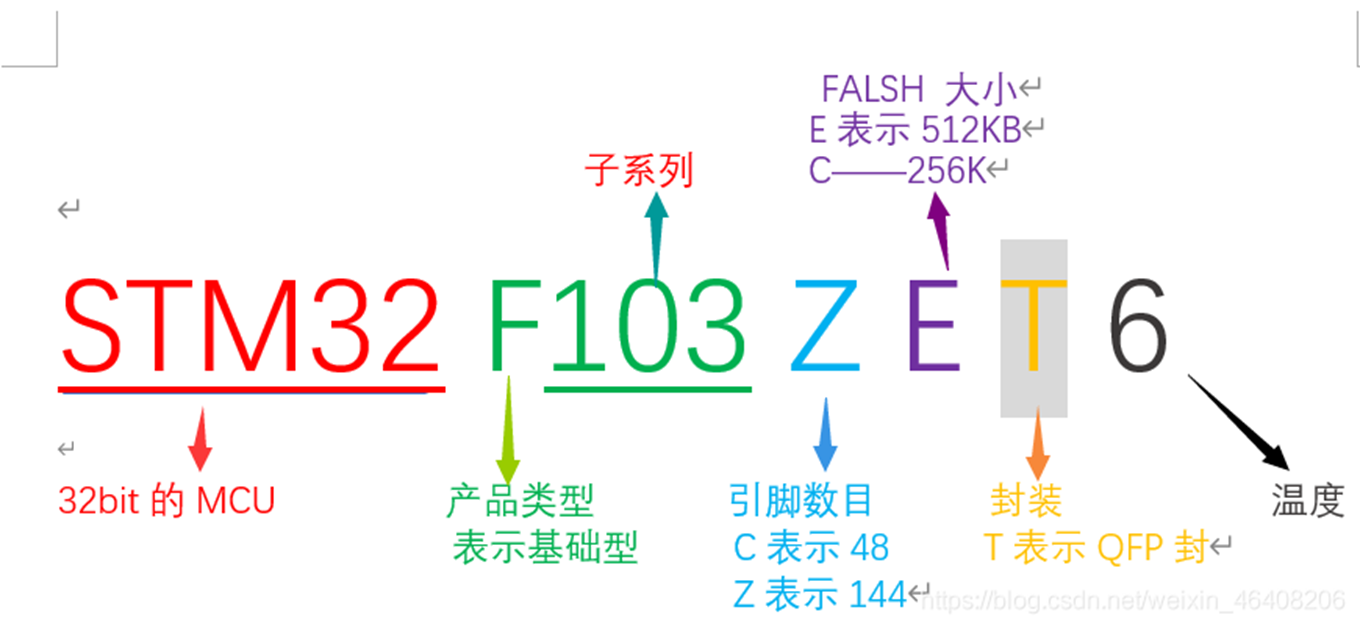 FALSH 大小
E 表示 512KB
C——256K
子系列
STM32 F103 Z E T 6
32bit 的 MCU
产品类型
表示基础型
引脚数目
C 表示 48
Z 表示 144
封装
T 表示 QFP 封
温度
https://blog.csdn.net/weixin_46408206